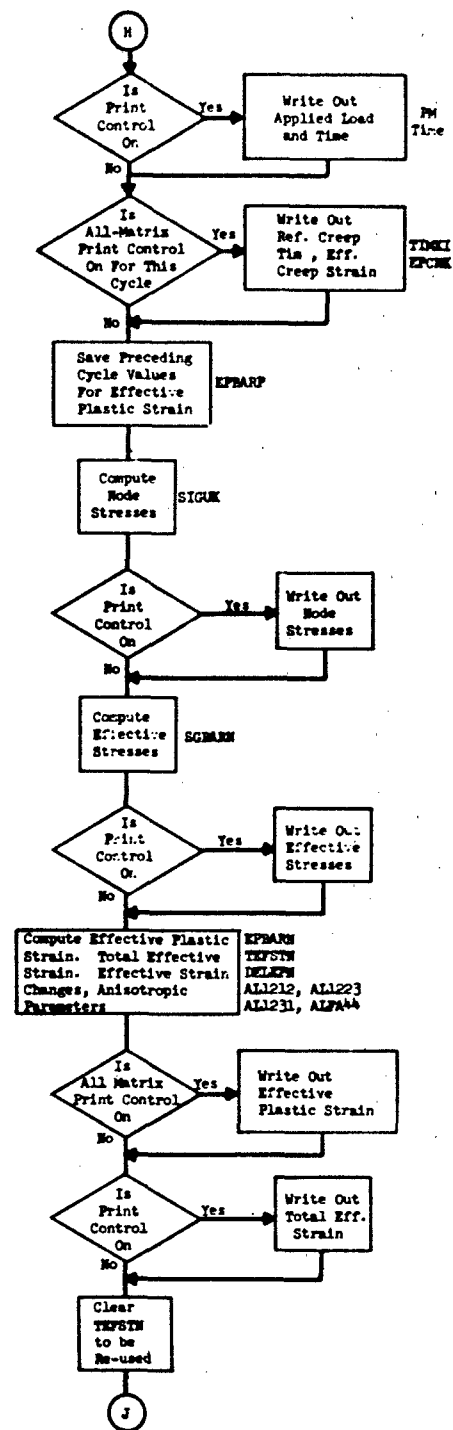 H
Is
Print
Control
On
Yes
No
Write Out
Applied Load
and Time
PM
Time
Is
All-Matrix
Print Control
On For This
Cycle
Yes
No
Write Out
Ref. Creep
Tim , Eff.
Creep Strain
TIMKI
EPCNK
Save Preceding
Cycle Values
For Effective
Plastic Strain
EPBARP
Compute
Node
Stresses
SIGUK
Is
Print
Control
On
Yes
No
Write Out
Node
Stresses
Compute
Effective
Stresses
SGBARN
Is
Print
Control
On
Yes
No
Write Out
Effective
Stresses
Compute Effective Plastic
Strain. Total Effective
Strain. Effective Strain
Changes, Anisotropic
Parameters
EPBARN
TEFSTN
DELEPN
AL1212, AL1223
AL1231, ALFA44
Is
All Matrix
Print Control
On
Yes
No
Write Out
Effective
Plastic Strain
Is
Print
Control
On
Yes
No
Write Out
Total Eff.
Strain
Clear
TEFSTN
to be
Re-used
J